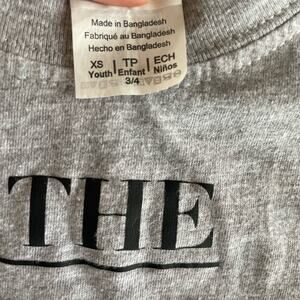 Made in Bangladesh
Fabriqué au Bangladesh
Hecho en Bangladesh
XS | TP | ECH
Youth | Enfant | Niños
3/4
THE